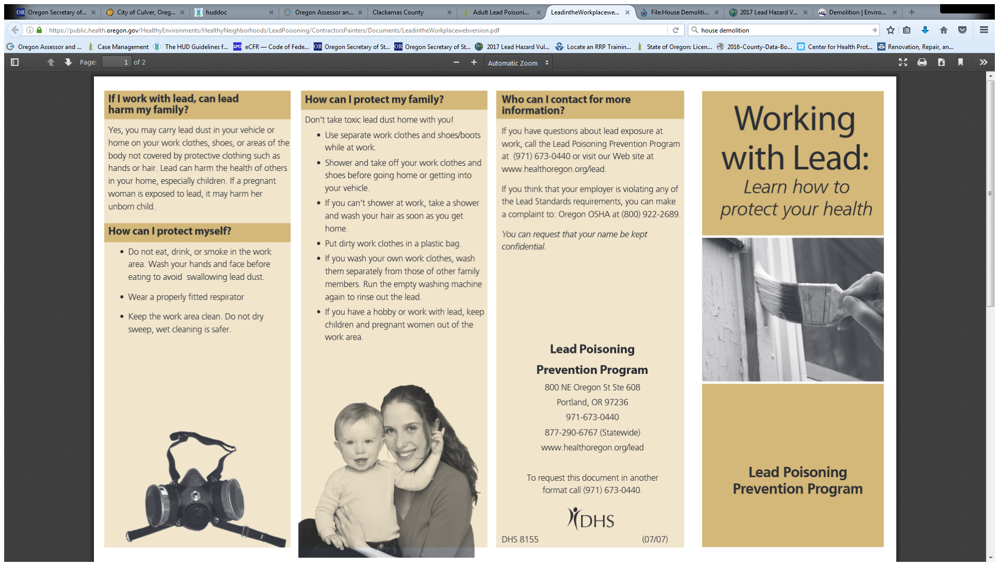 OR Oregon Secretary of...
City of Culver, Oreg...
huddoc
Oregon Assessor an...
Clackamas County
Adult Lead Poisoni...
LeadintheWorkplacewe...
File:House Demoliti...
2017 Lead Hazard V...
Demolition | Enviro...
https://public.health.oregon.gov/HealthyEnvironments/HealthyNeighborhoods/LeadPoisoning/ContractorsPainters/Documents/LeadintheWorkplacewebversion.pdf
house demolition
Oregon Assessor and ...
Case Management
The HUD Guidelines f...
GPO eCFR — Code of Fede...
OR Oregon Secretary of St...
OR Oregon Secretary of St...
2017 Lead Hazard Vul...
Locate an RRP Trainin...
State of Oregon: Licen...
2016-County-Data-Bo...
Center for Health Prot...
Renovation, Repair, an...
Page: 1 of 2
Automatic Zoom
If I work with lead, can lead
harm my family?
Yes, you may carry lead dust in your vehicle or
home on your work clothes, shoes, or areas of the
body not covered by protective clothing such as
hands or hair. Lead can harm the health of others
in your home, especially children. If a pregnant
woman is exposed to lead, it may harm her
unborn child.
How can I protect myself?
• Do not eat, drink, or smoke in the work
area. Wash your hands and face before
eating to avoid swallowing lead dust.
• Wear a properly fitted respirator
• Keep the work area clean. Do not dry
sweep, wet cleaning is safer.
How can I protect my family?
Don't take toxic lead dust home with you!
• Use separate work clothes and shoes/boots
while at work.
• Shower and take off your work clothes and
shoes before going home or getting into
your vehicle.
• If you can't shower at work, take a shower
and wash your hair as soon as you get
home.
• Put dirty work clothes in a plastic bag.
• If you wash your own work clothes, wash
them separately from those of other family
members. Run the empty washing machine
again to rinse out the lead.
• If you have a hobby or work with lead, keep
children and pregnant women out of the
work area.
Who can I contact for more
information?
If you have questions about lead exposure at
work, call the Lead Poisoning Prevention Program
at (971) 673-0440 or visit our Web site at
www.healthoregon.org/lead.
If you think that your employer is violating any of
the Lead Standards requirements, you can make
a complaint to: Oregon OSHA at (800) 922-2689.
You can request that your name be kept
confidential.
Lead Poisoning
Prevention Program
800 NE Oregon St Ste 608
Portland, OR 97236
971-673-0440
877-290-6767 (Statewide)
www.healthoregon.org/lead
To request this document in another
format call (971) 673-0440.
DHS
DHS 8155 (07/07)
Working
with Lead:
Learn how to
protect your health
Lead Poisoning
Prevention Program